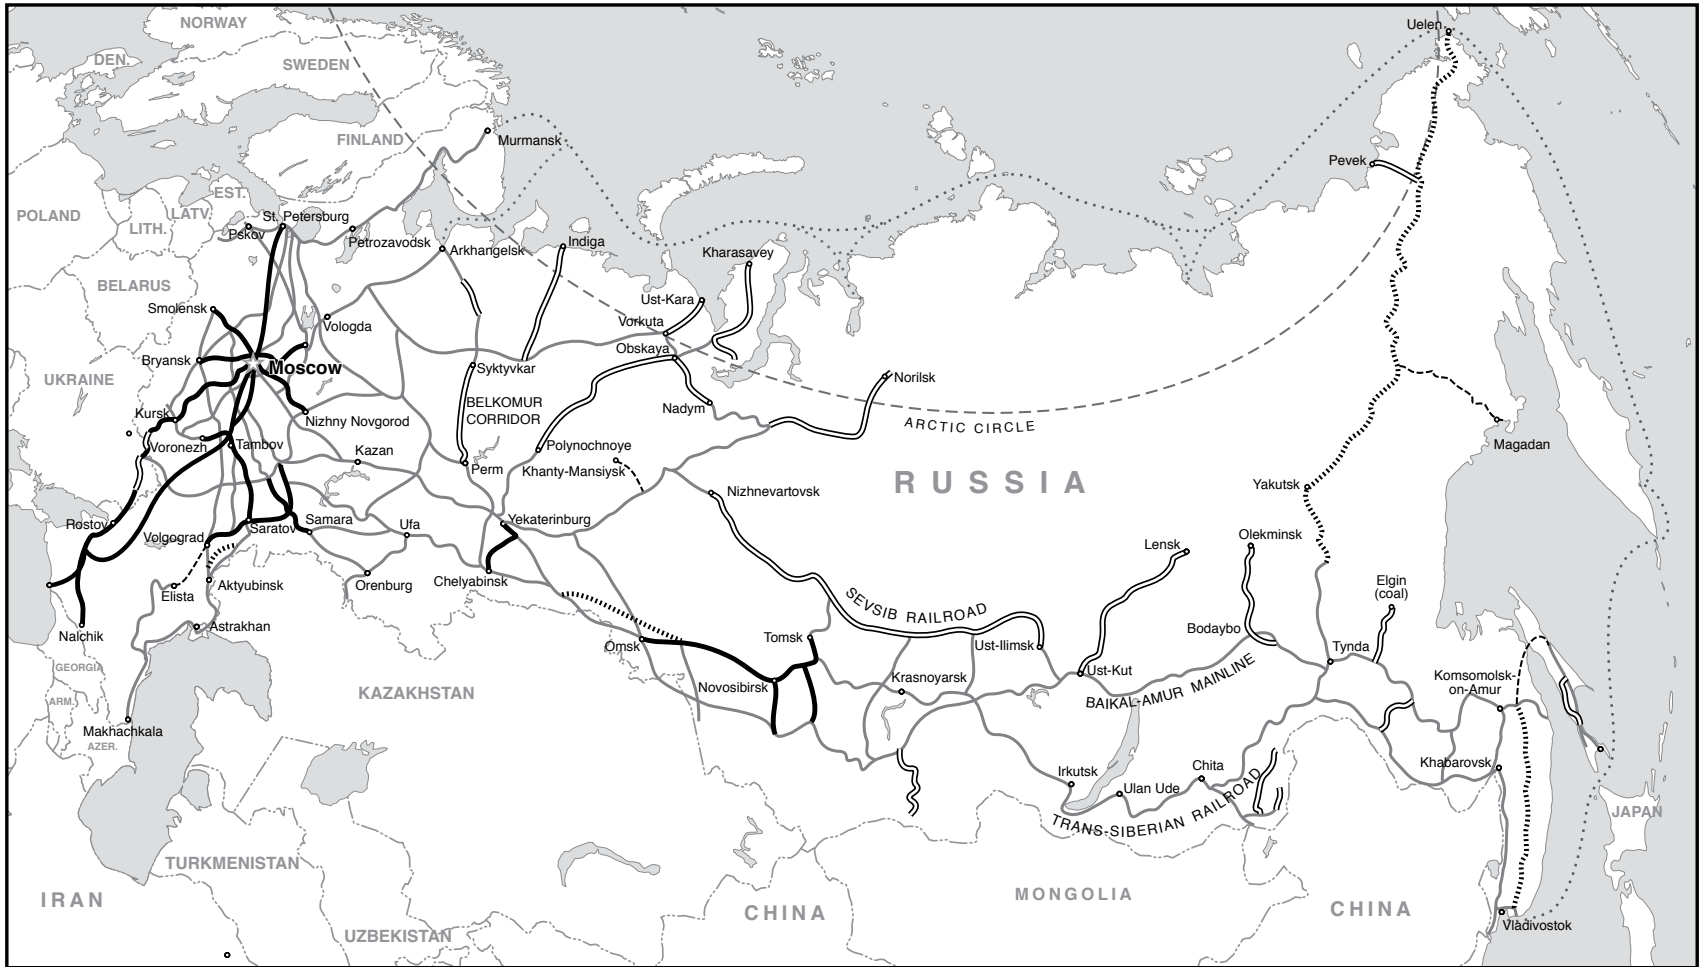 NORWAY
Uelen
DEN.
SWEDEN
FINLAND
Murmansk
Pevek
EST.
POLAND
LATV.
LITH.
St. Petersburg
Pskov
Petrozavodsk
Arkhangelsk
Indiga
Kharasavey
BELARUS
Smolensk
Ust-Kara
Vologda
Vorkuta
Obskaya
Bryansk
Moscow
Syktyvkar
Norilsk
UKRAINE
BELKOMUR
CORRIDOR
Nadym
Kursk
Nizhny Novgorod
ARCTIC CIRCLE
Voronezh
Tambov
Kazan
Polynochnoye
Magadan
Perm
Khanty-Mansiysk
RUSSIA
Yakutsk
Nizhnevartovsk
Rostov
Saratov
Samara
Ufa
Yekaterinburg
Volgograd
Olekminsk
Lensk
Elista
Aktyubinsk
Orenburg
Chelyabinsk
Elgin
(coal)
SEVSIB RAILROAD
Nalchik
Astrakhan
Omsk
Tomsk
Ust-Ilimsk
Bodaybo
Tynda
GEORGIA
Novosibirsk
Krasnoyarsk
Ust-Kut
Komsomolsk-
on-Amur
BAIKAL-AMUR MAINLINE
KAZAKHSTAN
ARM.
Makhachkala
AZER.
Khabarovsk
Irkutsk
Ulan Ude
Chita
TRANS-SIBERIAN RAILROAD
JAPAN
TURKMENISTAN
IRAN
MONGOLIA
CHINA
CHINA
Vladivostok
UZBEKISTAN